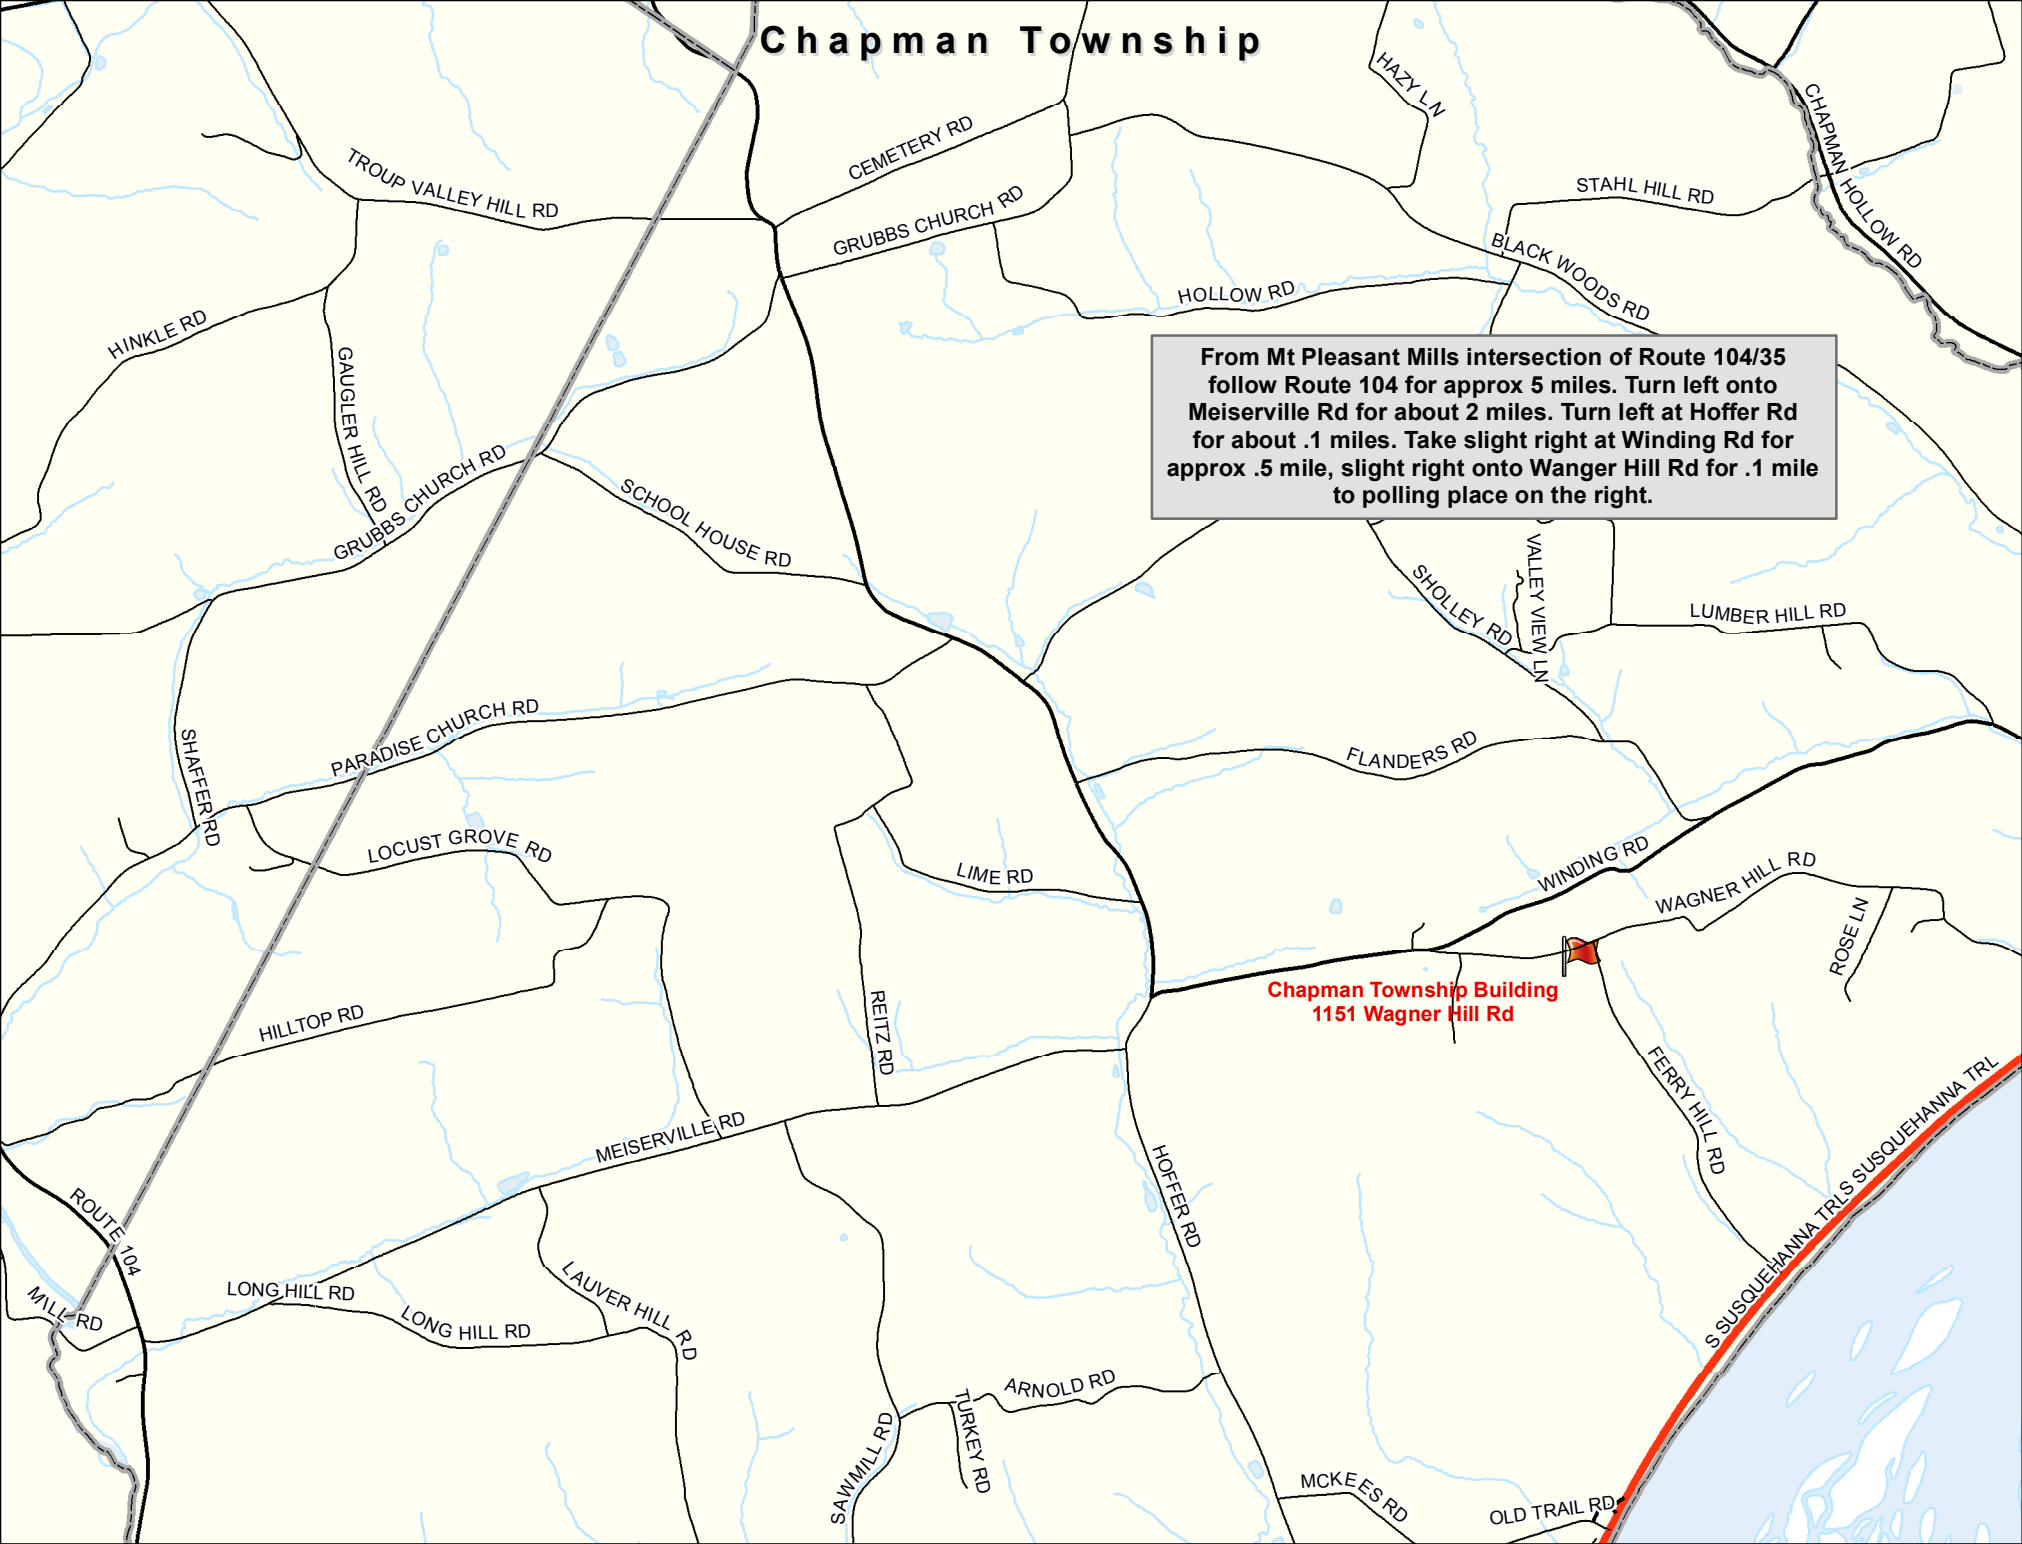 Chapman Township
HAZY LN
CHAPMAN HOLLOW RD
CEMETERY RD
TROUP VALLEY HILL RD
STAHL HILL RD
GRUBBS CHURCH RD
BLACK WOODS RD
HOLLOW RD
HINKLE RD
GAUGLER HILL RD
From Mt Pleasant Mills intersection of Route 104/35
follow Route 104 for approx 5 miles. Turn left onto
Meiserville Rd for about 2 miles. Turn left at Hoffer Rd
for about .1 miles. Take slight right at Winding Rd for
approx .5 mile, slight right onto Wanger Hill Rd for .1 mile
to polling place on the right.
GRUBBS CHURCH RD
SCHOOL HOUSE RD
VALLEY VIEW LN
SHOLLEY RD
LUMBER HILL RD
PARADISE CHURCH RD
SHAFFER RD
FLANDERS RD
LOCUST GROVE RD
LIME RD
WINDING RD
WAGNER HILL RD
ROSE LN
Chapman Township Building
1151 Wagner Hill Rd
HILLTOP RD
REITZ RD
FERRY HILL RD
MEISERVILLE RD
HOFFER RD
S SUSQUEHANNA TRL
S SUSQUEHANNA TRL
ROUTE 104
MILL RD
LONG HILL RD
LONG HILL RD
LAUVER HILL RD
ARNOLD RD
TURKEY RD
SAWMILL RD
MCKEES RD
OLD TRAIL RD